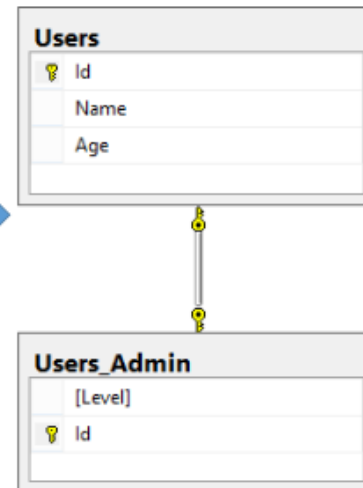 Users
Id
Name
Age
Users_Admin
[Level]
Id